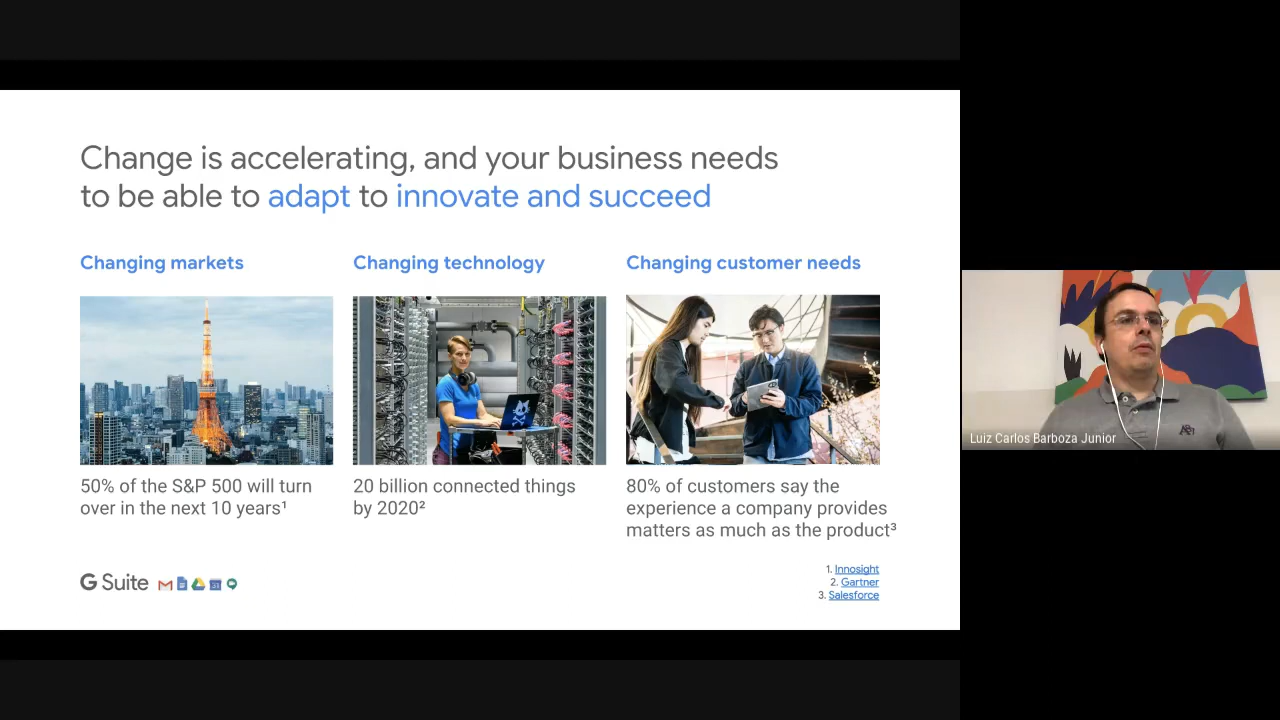 Change is accelerating, and your business needs
to be able to adapt to innovate and succeed
Changing markets
50% of the S&P 500 will turn
over in the next 10 years¹
Changing technology
20 billion connected things
by 2020²
Changing customer needs
80% of customers say the
experience a company provides
matters as much as the product³
G Suite
31
1. Innosight
2. Gartner
3. Salesforce
Luiz Carlos Barboza Junior